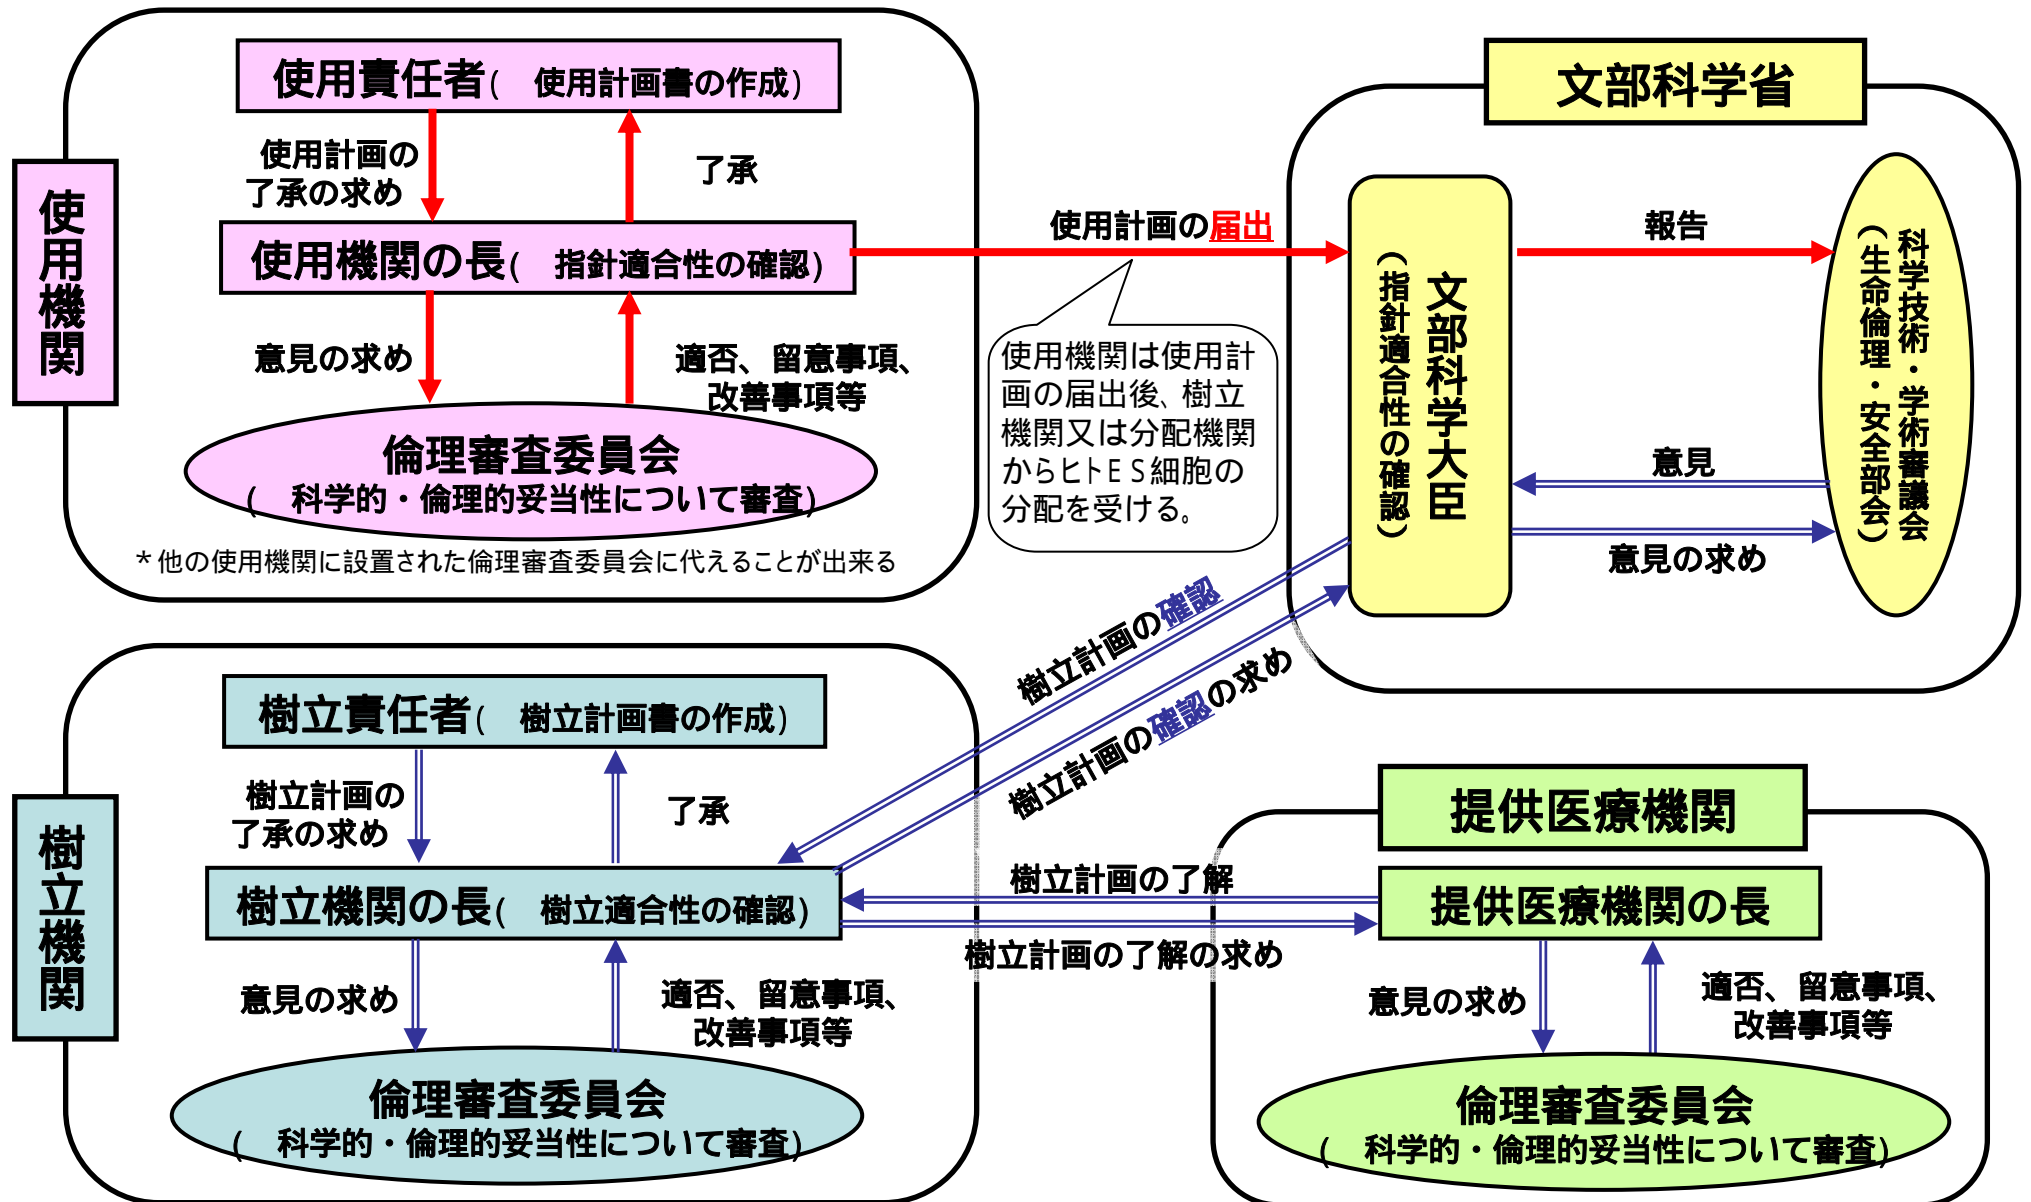 使用機関
使用責任者(　使用計画書の作成)
使用計画の
了承の求め
了承
使用機関の長(　指針適合性の確認)
意見の求め
適否、留意事項、
改善事項等
倫理審査委員会
(　科学的・倫理的妥当性について審査)
*他の使用機関に設置された倫理審査委員会に代えることが出来る
使用計画の届出
使用機関は使用計
画の届出後、樹立
機関又は分配機関
からヒトES細胞の
分配を受ける。
文部科学省
文部科学大臣
(指針適合性の確認)
報告
意見
意見の求め
科学技術・学術審議会
(生命倫理・安全部会)
樹立計画の確認
樹立計画の確認の求め
樹立機関
樹立責任者(　樹立計画書の作成)
樹立計画の
了承の求め
了承
樹立機関の長(　樹立適合性の確認)
意見の求め
適否、留意事項、
改善事項等
倫理審査委員会
(　科学的・倫理的妥当性について審査)
樹立計画の了解
樹立計画の了解の求め
提供医療機関
提供医療機関の長
意見の求め
適否、留意事項、
改善事項等
倫理審査委員会
(　科学的・倫理的妥当性について審査)